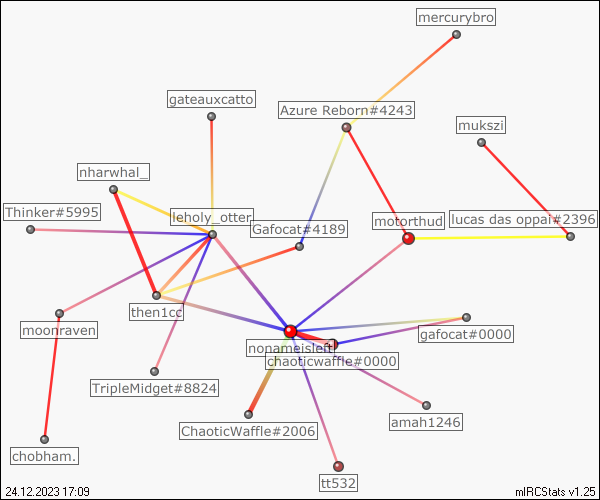 mercurybro
gateauxcatto
Azure Reborn#4243
mukszi
nharwhal_
Thinker#5995
leholy_otter
Gafocat#4189
motorthud
lucas das oppai#2396
then1cc
moonraven
gafocat#0000
nonameisleft
chaoticwaffle#0000
TripleMidget#8824
amah1246
ChaoticWaffle#2006
chobham.
tt532
24.12.2023 17:09
mIRCStats v1.25